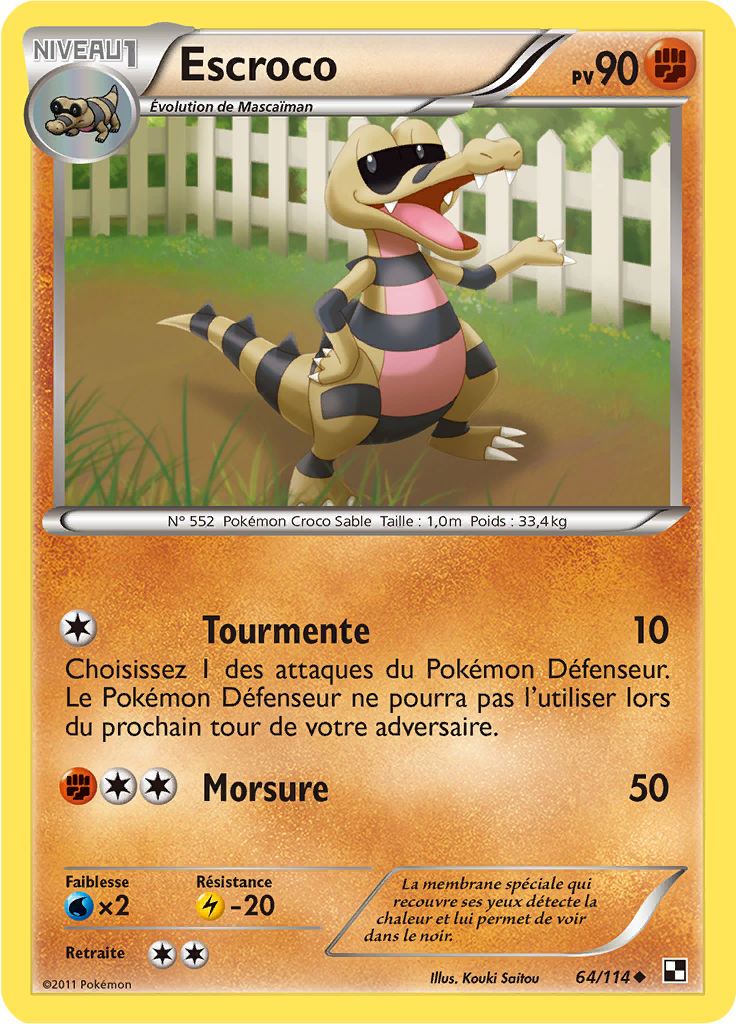 NIVEAU 1
Escroco
PV 90
Évolution de Mascaïman
N° 552 Pokémon Croco Sable Taille : 1,0m Poids : 33,4kg
Tourmente 10
Choisissez 1 des attaques du Pokémon Défenseur.
Le Pokémon Défenseur ne pourra pas l'utiliser lors
du prochain tour de votre adversaire.
Morsure 50
Faiblesse
×2
Résistance
-20
Retraite
La membrane spéciale qui
recouvre ses yeux détecte la
chaleur et lui permet de voir
dans le noir.
©2011 Pokémon
Illus. Kouki Saitou
64/114